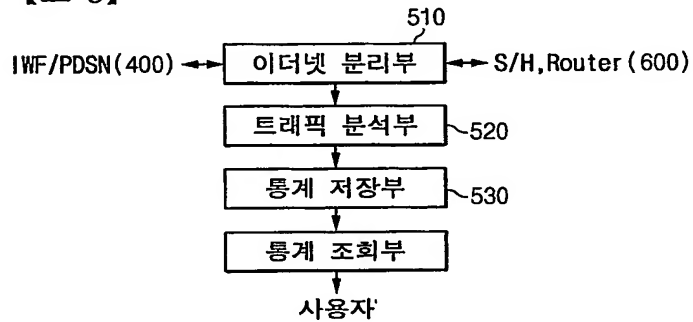 510
IWF/PDSN(400) 이더넷 분리부 S/H,Router(600)
트래픽 분석부 520
통계 저장부 530
통계 조회부
사용자